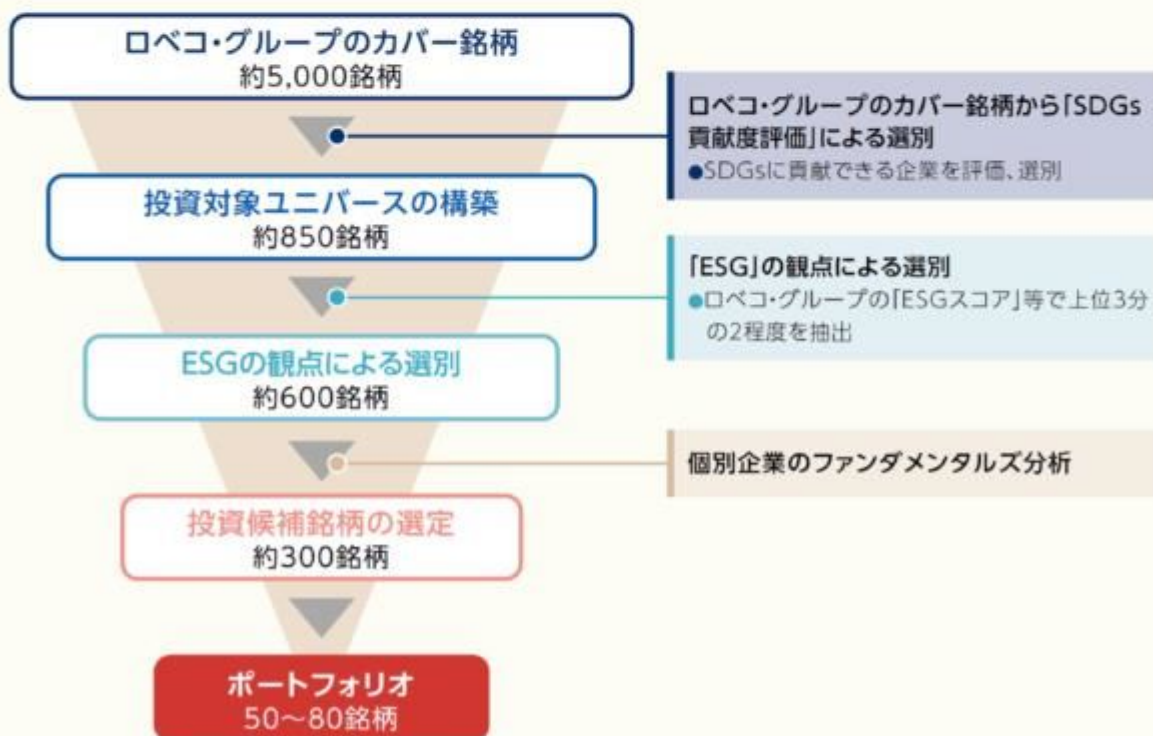 ロベコ・グループのカバー銘柄
約5,000銘柄
ロベコ・グループのカバー銘柄から「SDGs
貢献度評価」による選別
●SDGsに貢献できる企業を評価、選別
投資対象ユニバースの構築
約850銘柄
「ESG」の観点による選別
●ロベコ・グループの「ESGスコア」等で上位3分
の2程度を抽出
ESGの観点による選別
約600銘柄
個別企業のファンダメンタルズ分析
投資候補銘柄の選定
約300銘柄
ポートフォリオ
50〜80銘柄